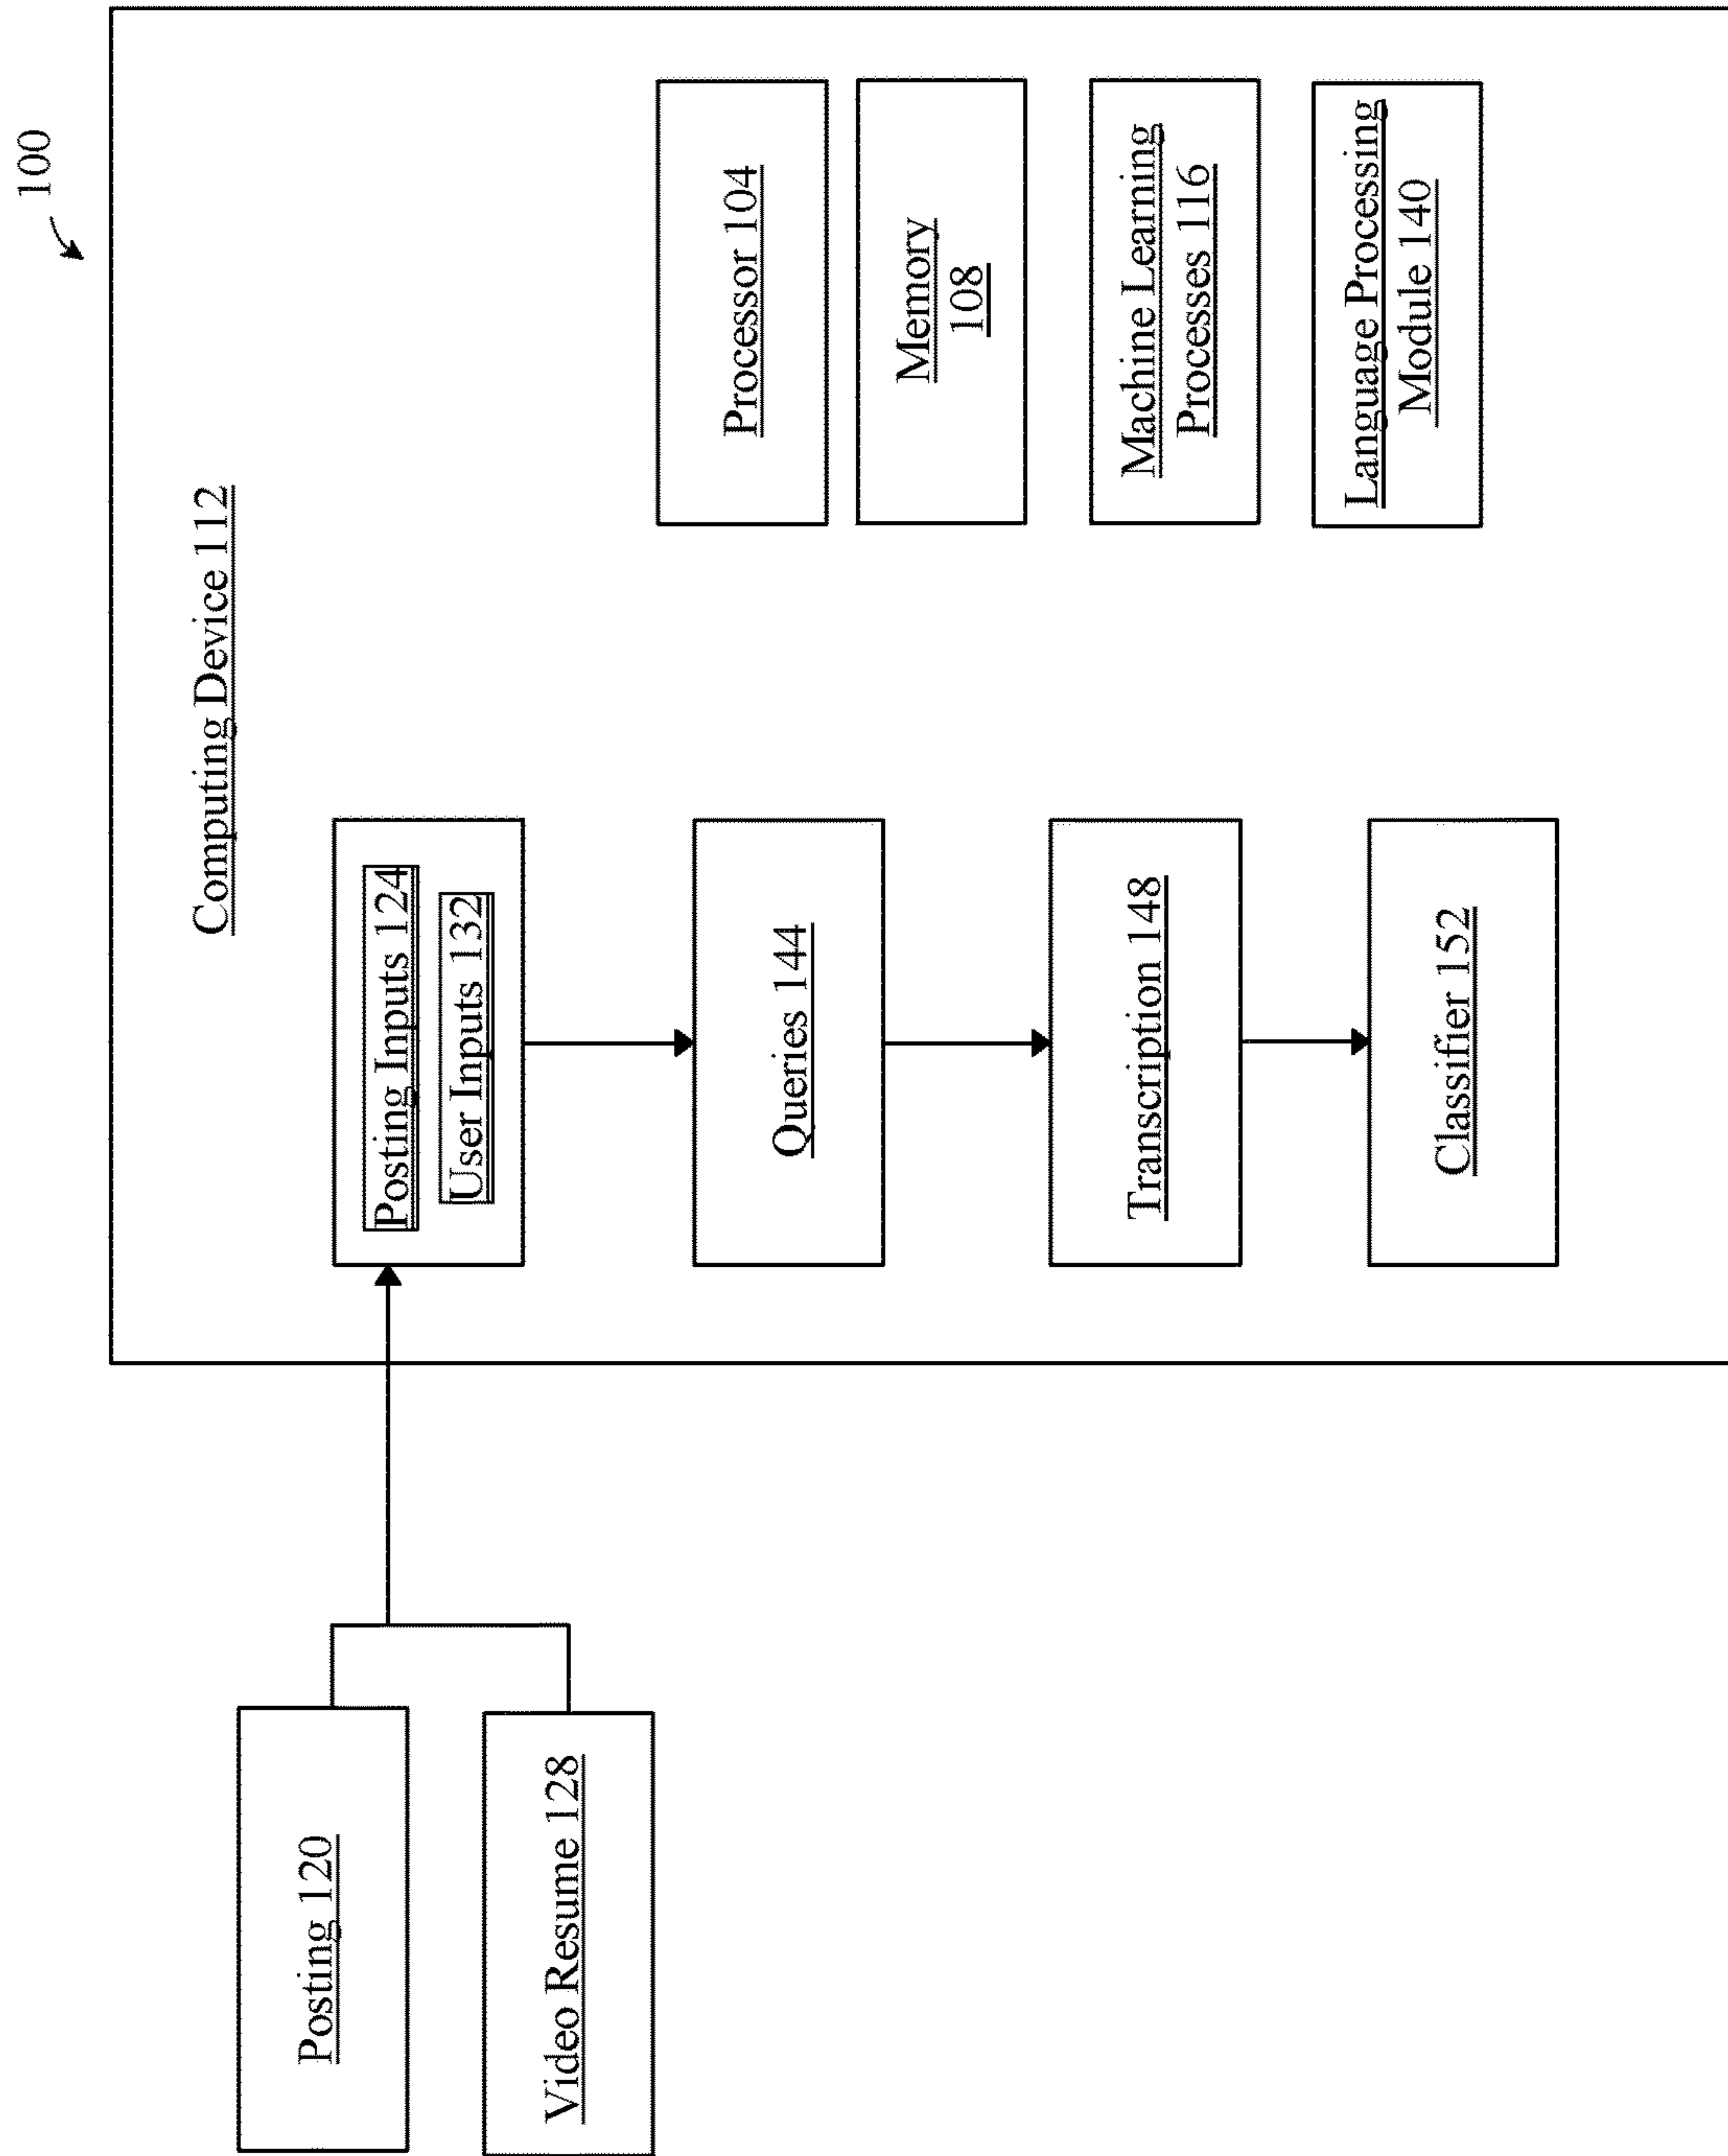 100
Computing Device 112
Posting 120
Video Resume 128
Posting Inputs 124
User Inputs 132
Queries 144
Transcription 148
Classifier 152
Processor 104
Memory
108
Machine Learning
Processes 116
Language Processing
Module 140